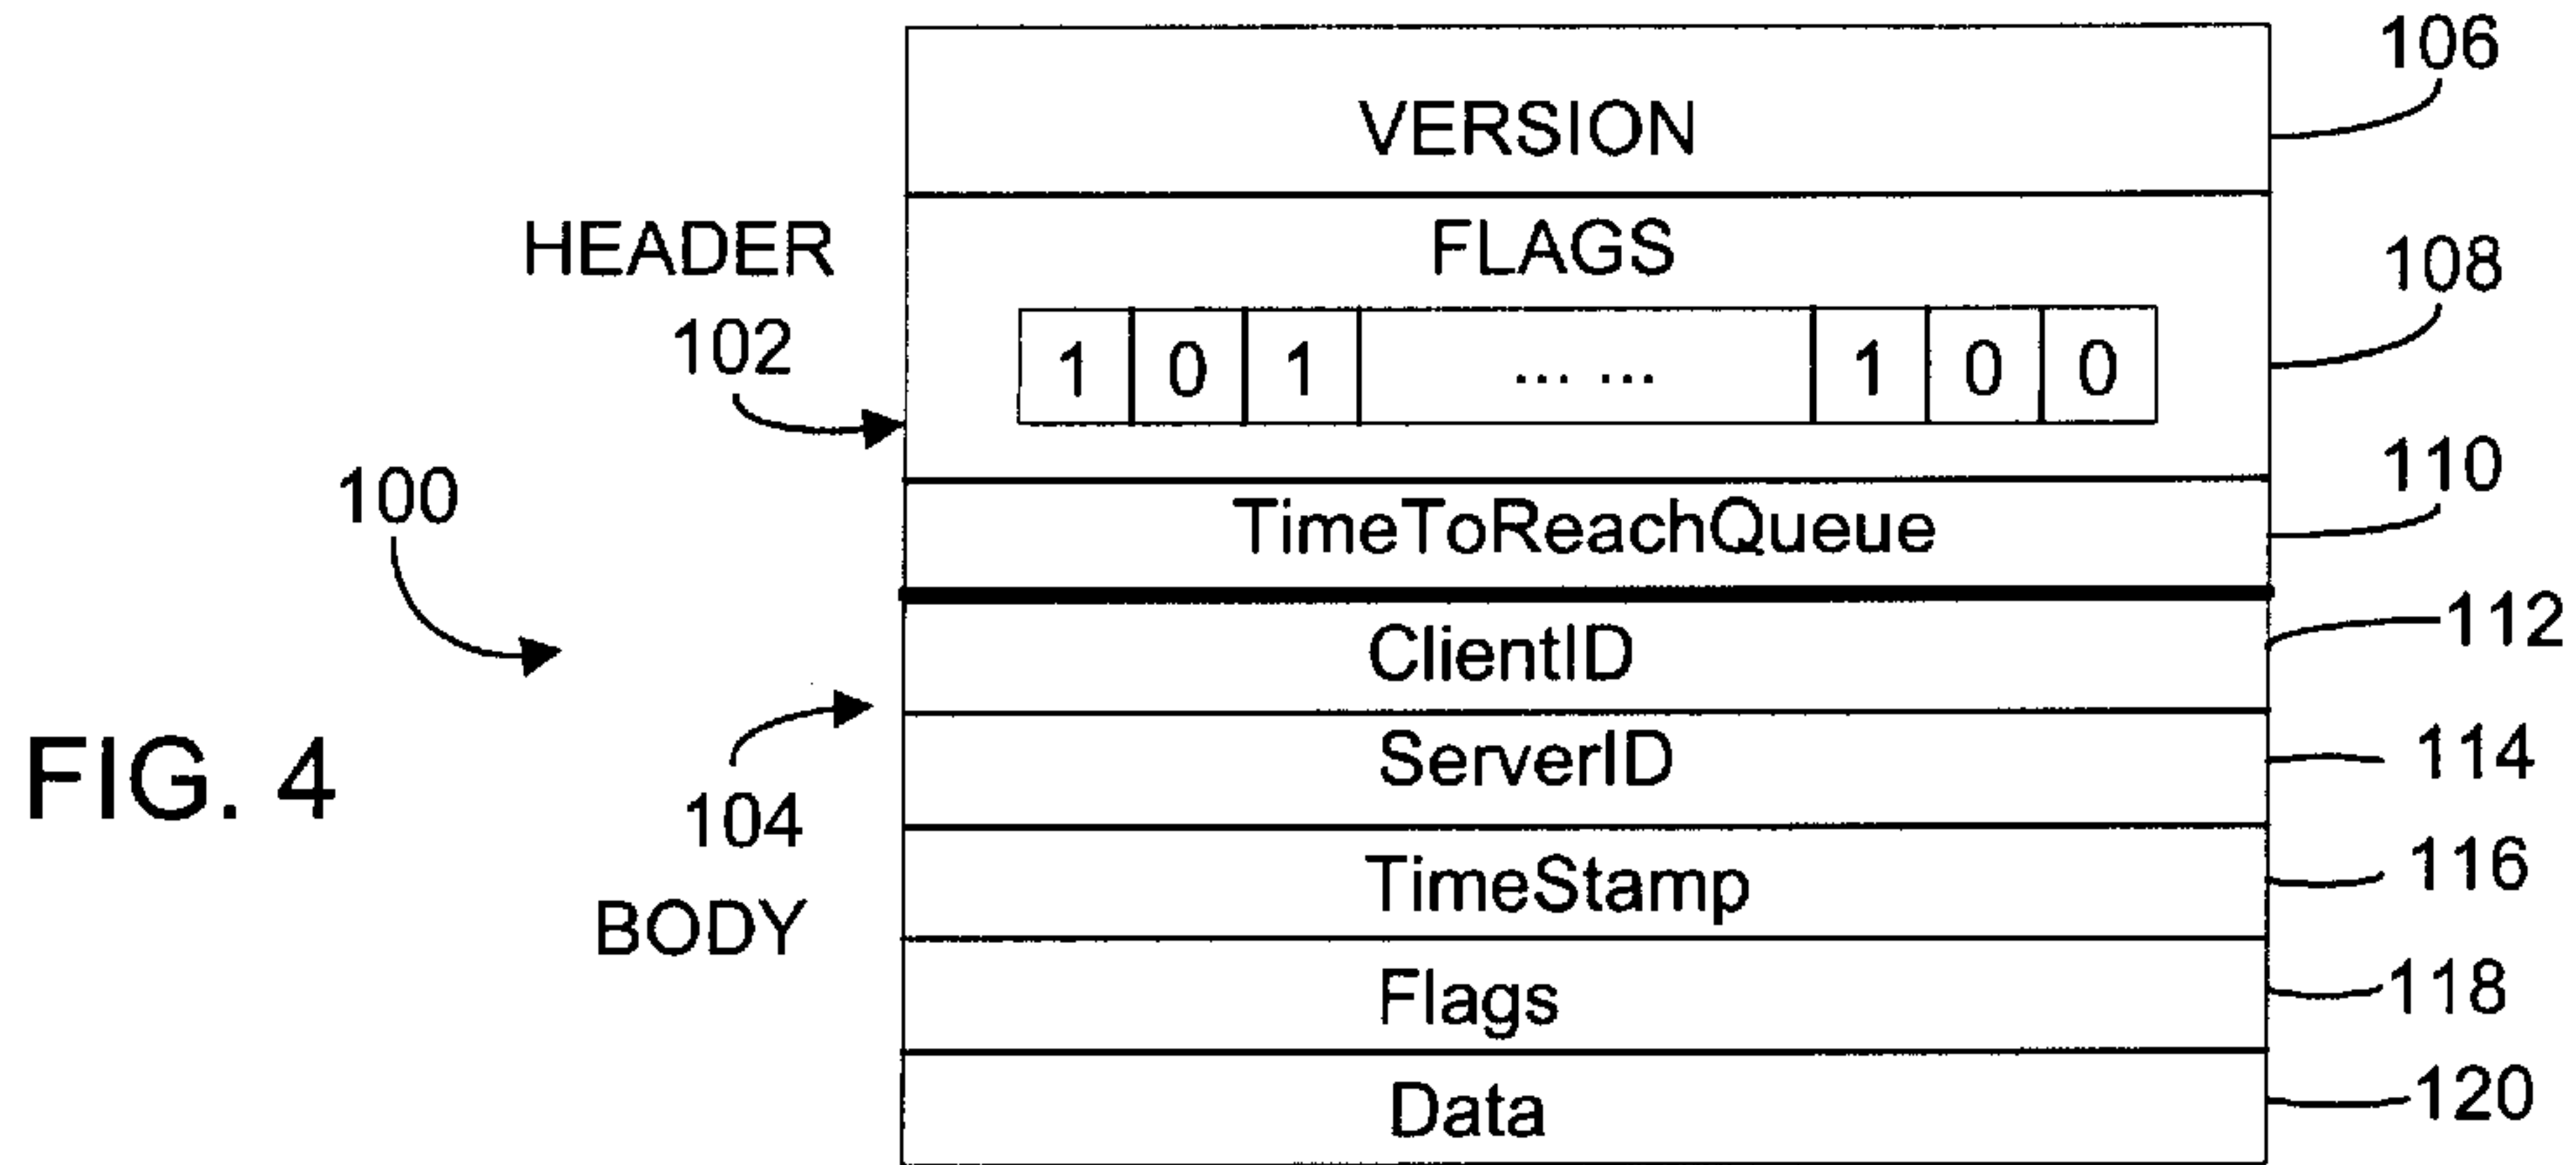 VERSION
106
HEADER
102
FLAGS
1 0 1 ... ... 1 0 0
108
100
TimeToReachQueue
110
ClientID
112
FIG. 4
104
BODY
ServerID
114
TimeStamp
116
Flags
118
Data
120